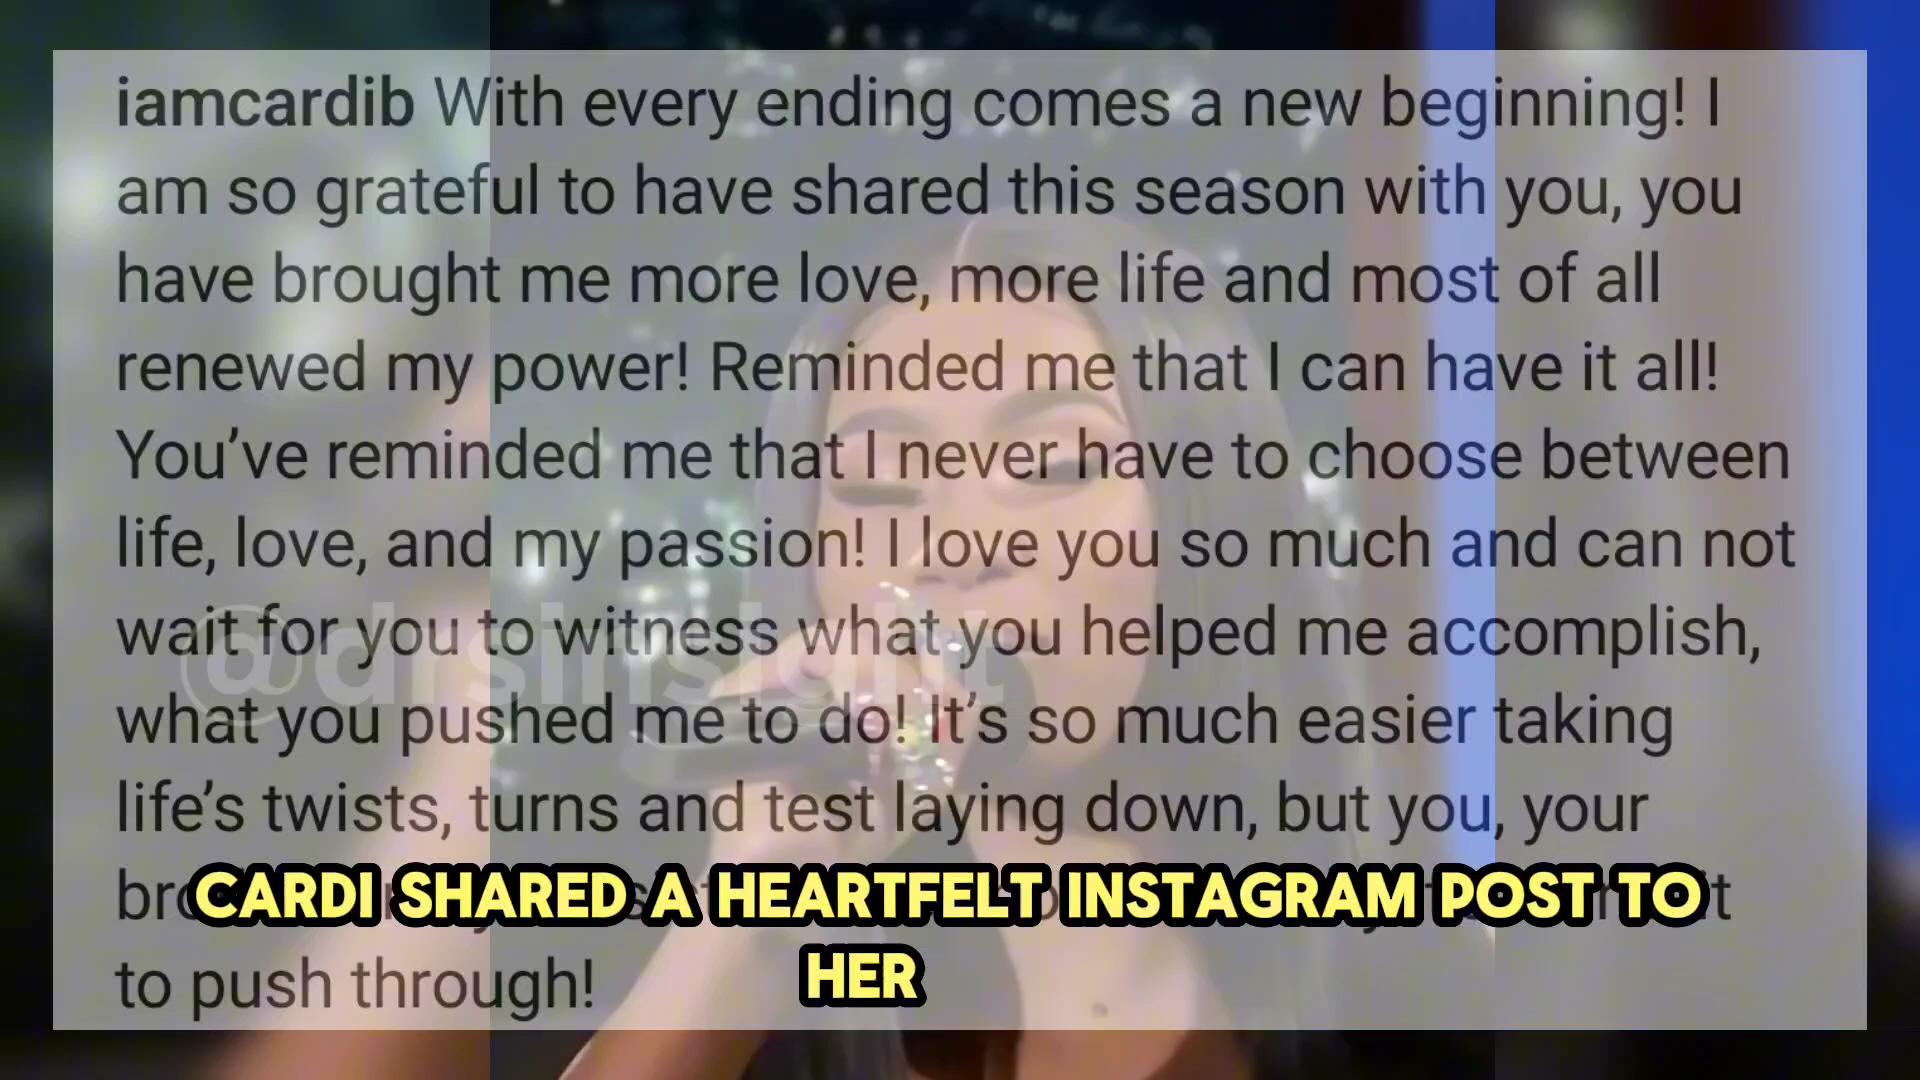 iamcardib With every ending comes a new beginning! I
am so grateful to have shared this season with you, you
have brought me more love, more life and most of all
renewed my power! Reminded me that I can have it all!
You’ve reminded me that I never have to choose between
life, love, and my passion! I love you so much and can not
wait for you to witness what you helped me accomplish,
what you pushed me to do! It’s so much easier taking
life’s twists, turns and test laying down, but you, your
to push through!
@drsinsight
CARDI SHARED A HEARTFELT INSTAGRAM POST TO
HER